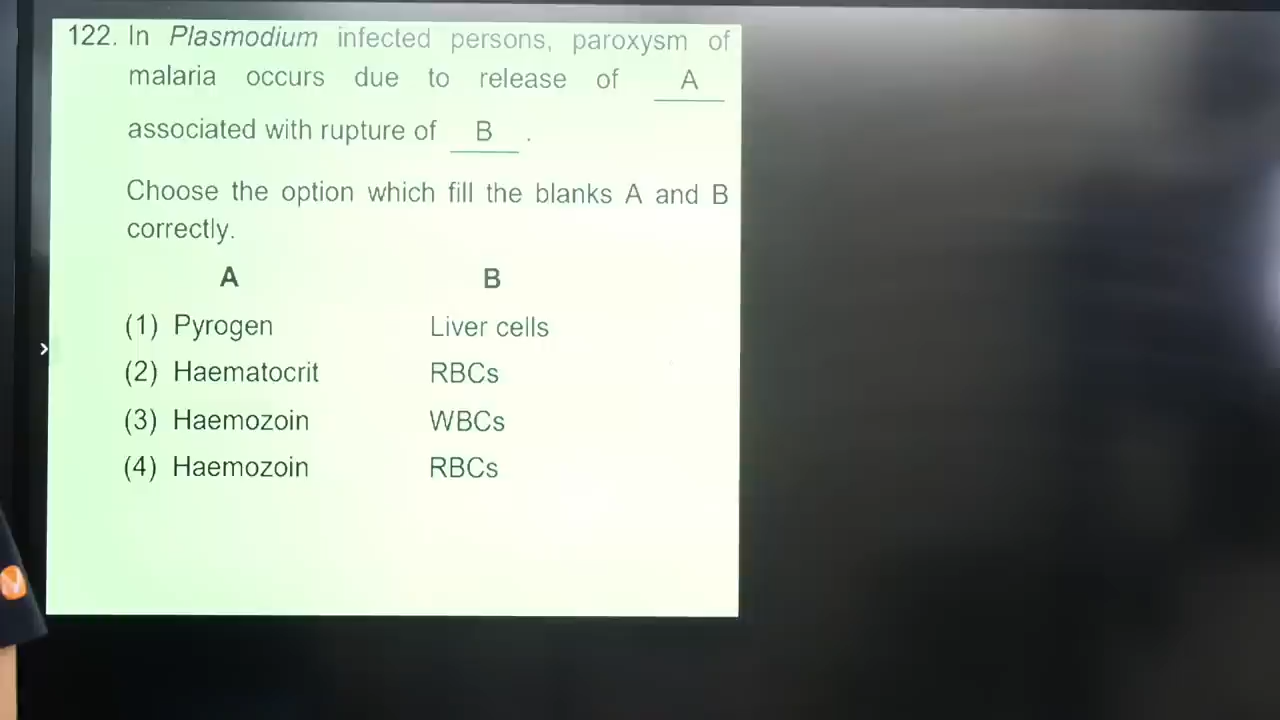 122. In Plasmodium infected persons, paroxysm of
malaria occurs due to release of A
associated with rupture of B .
Choose the option which fill the blanks A and B
correctly.
A B
(1) Pyrogen Liver cells
(2) Haematocrit RBCs
(3) Haemozoin WBCs
(4) Haemozoin RBCs